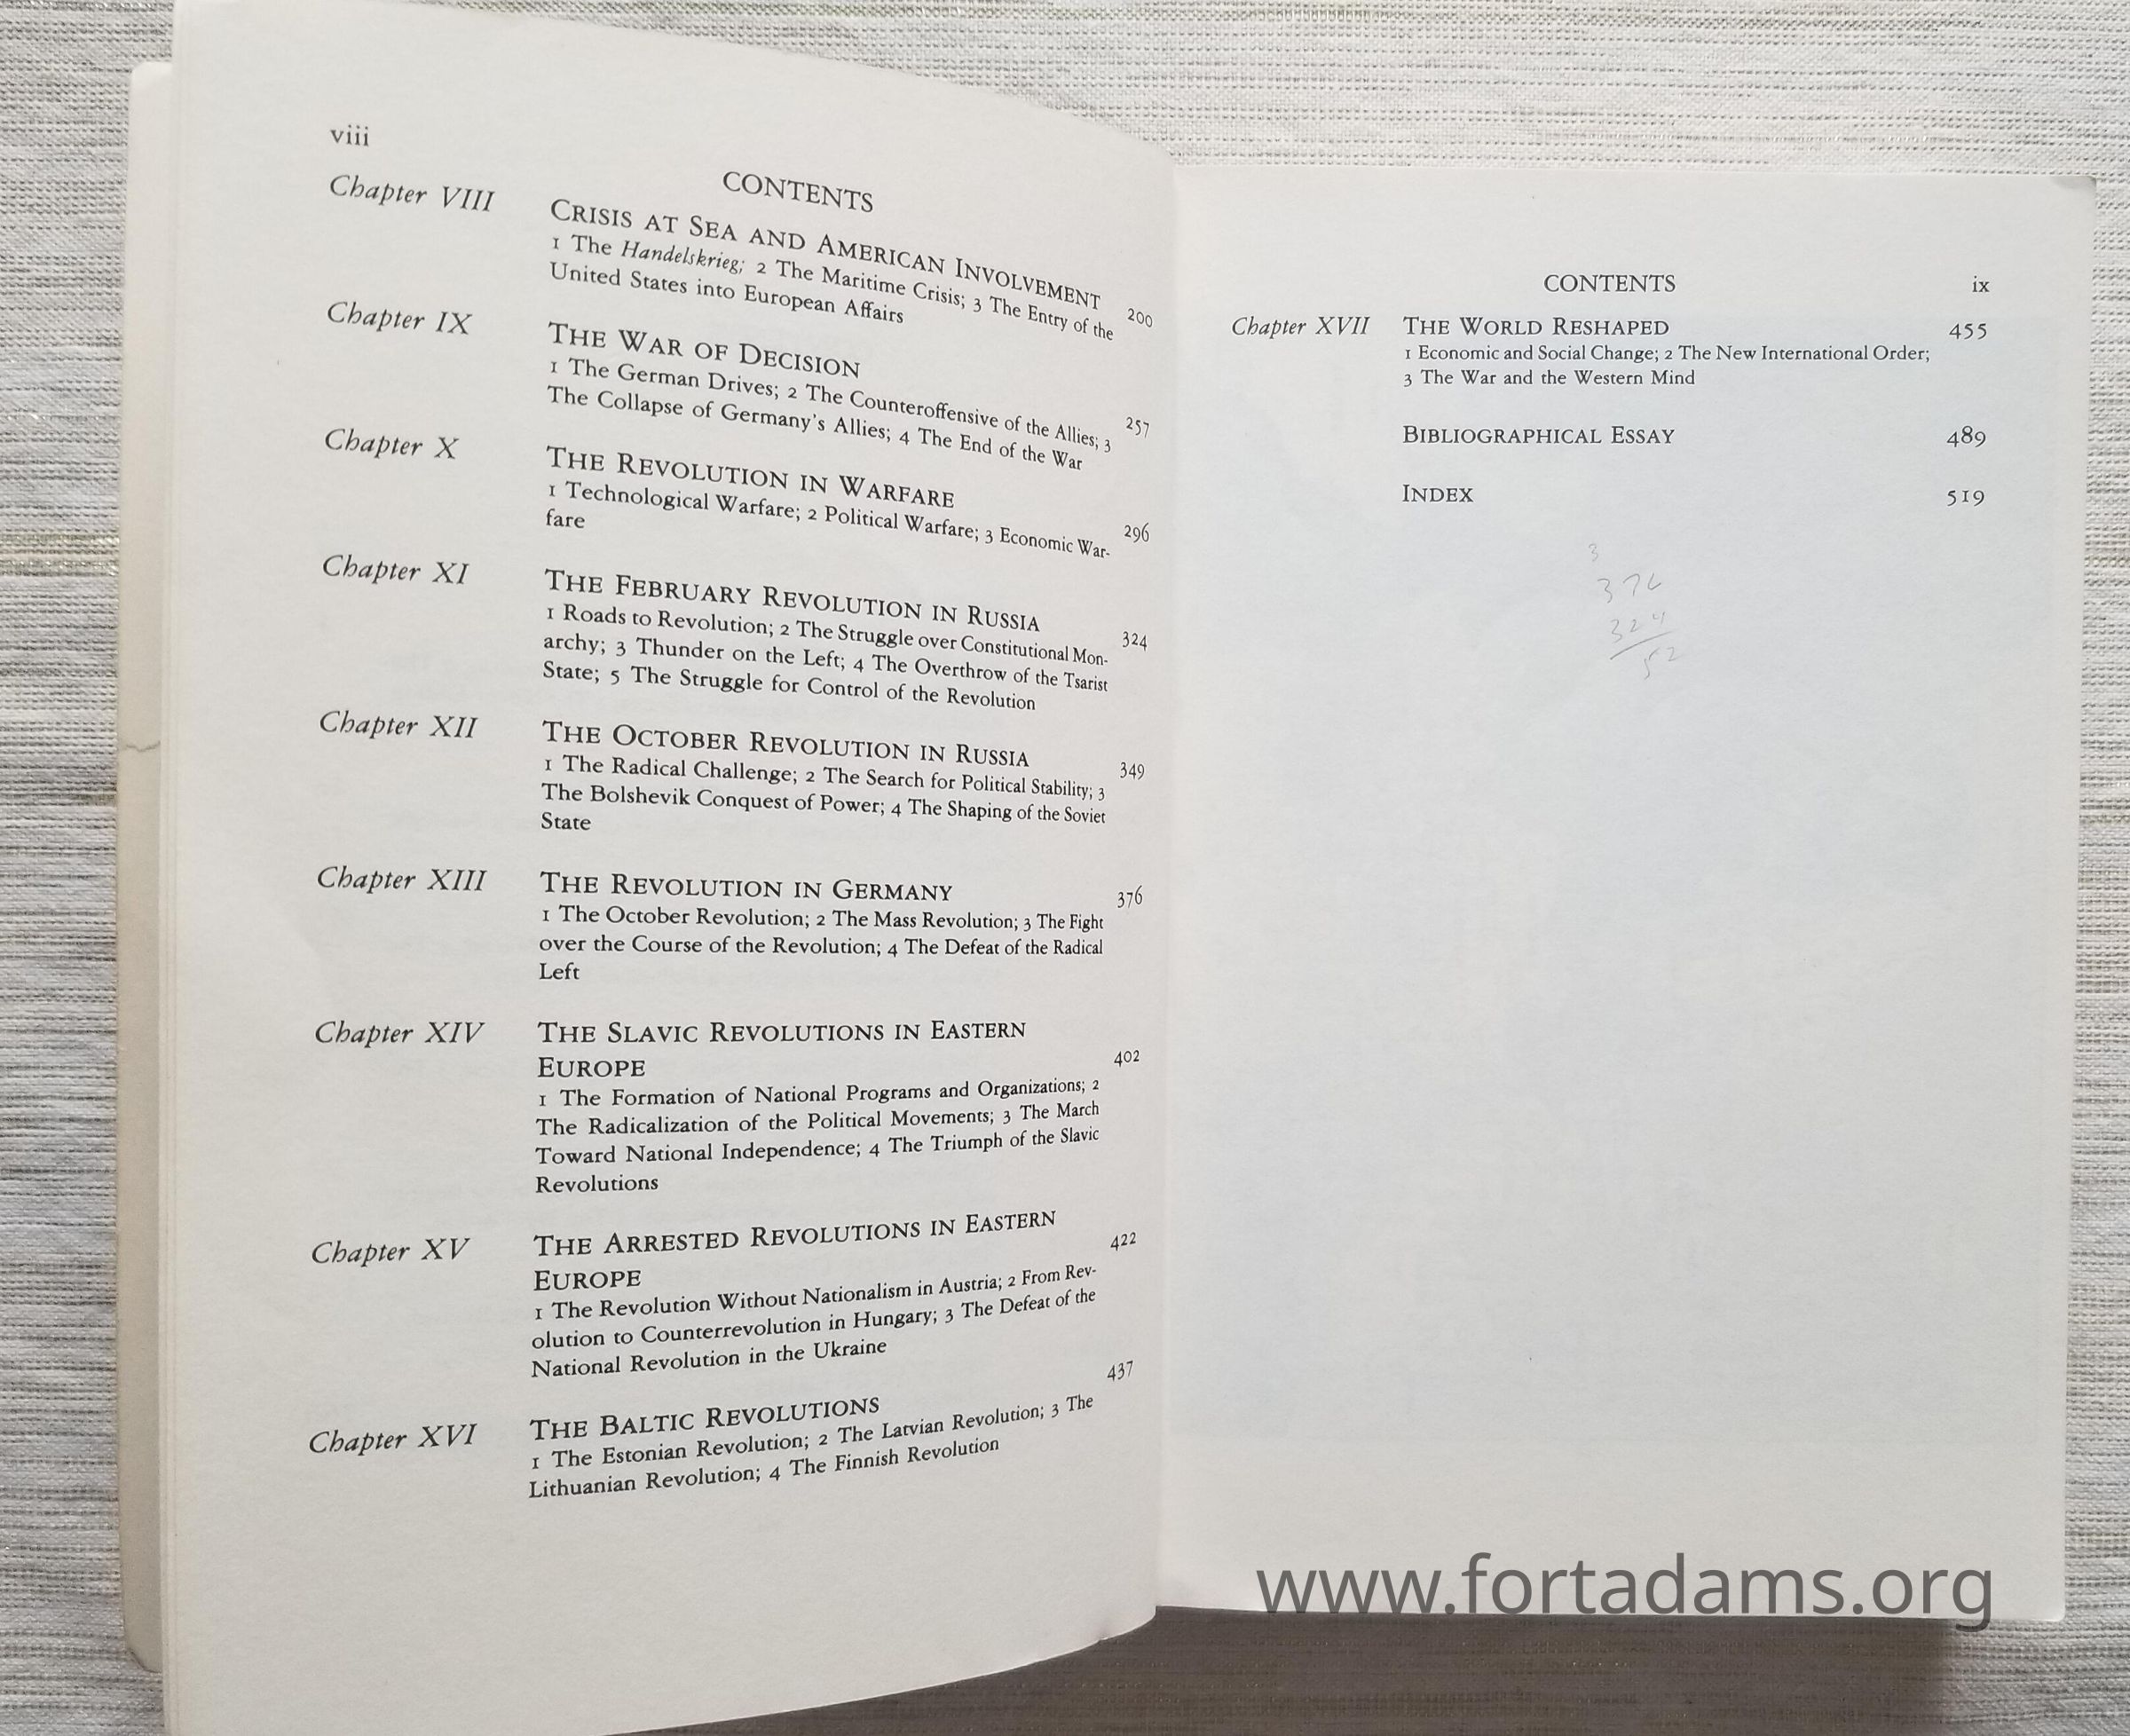 viii
CONTENTS
Chapter VIII CRISIS AT SEA AND AMERICAN INVOLVEMENT 200
1 The Handelskrieg; 2 The Maritime Crisis; 3 The Entry of the
United States into European Affairs
Chapter IX THE WAR OF DECISION 257
1 The German Drives; 2 The Counteroffensive of the Allies; 3
The Collapse of Germany's Allies; 4 The End of the War
Chapter X THE REVOLUTION IN WARFARE 296
1 Technological Warfare; 2 Political Warfare; 3 Economic War-
fare
Chapter XI THE FEBRUARY REVOLUTION IN RUSSIA 324
1 Roads to Revolution; 2 The Struggle over Constitutional Mon-
archy; 3 Thunder on the Left; 4 The Overthrow of the Tsarist
State; 5 The Struggle for Control of the Revolution
Chapter XII THE OCTOBER REVOLUTION IN RUSSIA 349
1 The Radical Challenge; 2 The Search for Political Stability; 3
The Bolshevik Conquest of Power; 4 The Shaping of the Soviet
State
Chapter XIII THE REVOLUTION IN GERMANY 376
1 The October Revolution; 2 The Mass Revolution; 3 The Fight
over the Course of the Revolution; 4 The Defeat of the Radical
Left
Chapter XIV THE SLAVIC REVOLUTIONS IN EASTERN
EUROPE 402
1 The Formation of National Programs and Organizations; 2
The Radicalization of the Political Movements; 3 The March
Toward National Independence; 4 The Triumph of the Slavic
Revolutions
Chapter XV THE ARRESTED REVOLUTIONS IN EASTERN
EUROPE 422
1 The Revolution Without Nationalism in Austria; 2 From Rev-
olution to Counterrevolution in Hungary; 3 The Defeat of the
National Revolution in the Ukraine
Chapter XVI THE BALTIC REVOLUTIONS 437
1 The Estonian Revolution; 2 The Latvian Revolution; 3 The
Lithuanian Revolution; 4 The Finnish Revolution
CONTENTS ix
Chapter XVII THE WORLD RESHAPED 455
1 Economic and Social Change; 2 The New International Order;
3 The War and the Western Mind
BIBLIOGRAPHICAL ESSAY 489
INDEX 519
3
376
324
52
www.fortadams.org